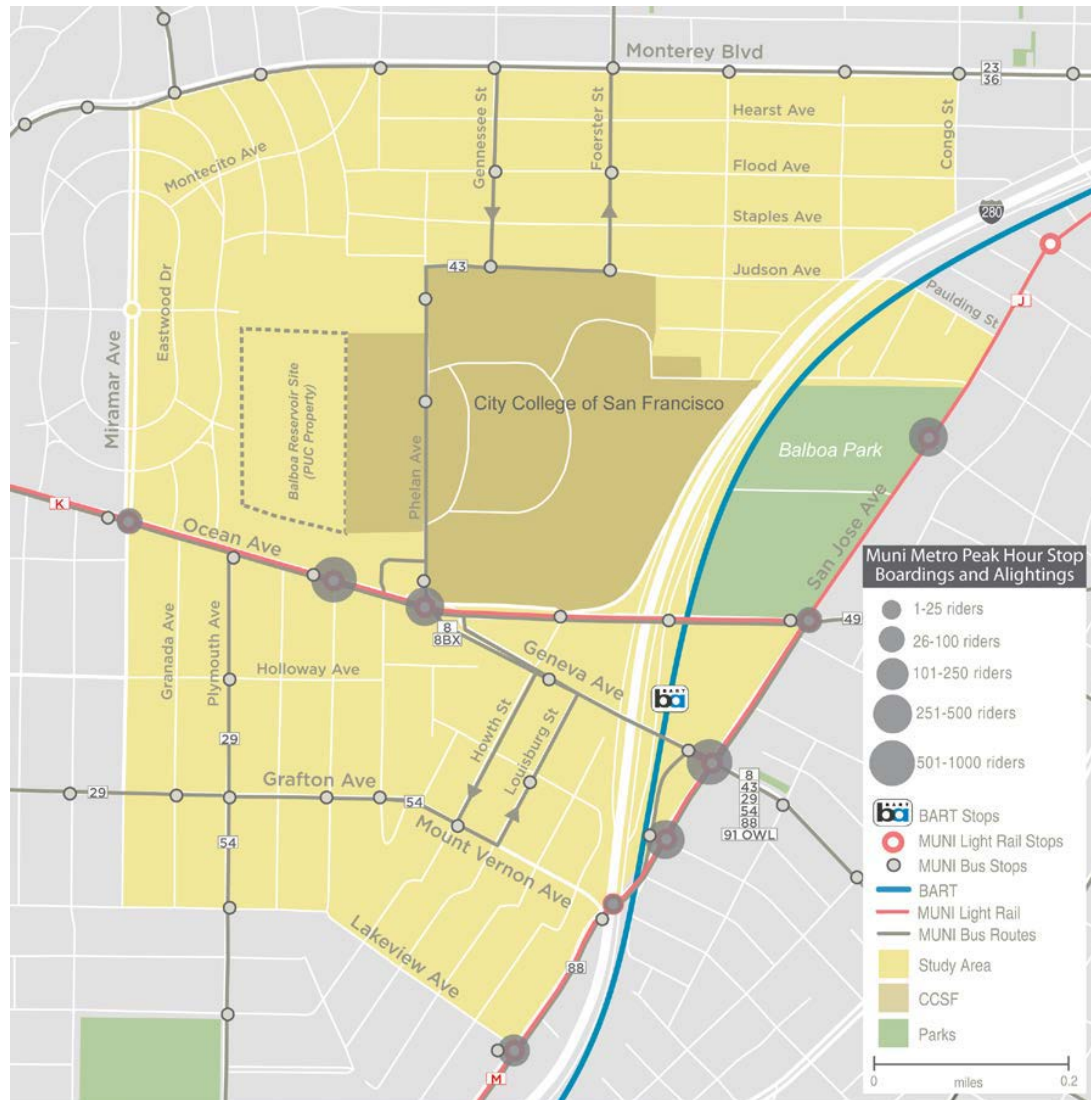 Monterey Blvd
23
36
Hearst Ave
Gennessee St
Foerster St
Congo St
Montecito Ave
Flood Ave
Staples Ave
280
43
Judson Ave
Paulding St
J
Eastwood Dr
Miramar Ave
Balboa Reservoir Site
(PUC Property)
City College of San Francisco
Phelan Ave
Balboa Park
K
Ocean Ave
San Jose Ave
49
8
8BX
Geneva Ave
Granada Ave
Plymouth Ave
Holloway Ave
BART
ba
Howth St
Louisburg St
29
Grafton Ave
29
54
8
43
29
54
88
91 OWL
54
Mount Vernon Ave
Lakeview Ave
88
M
Muni Metro Peak Hour Stop
Boardings and Alightings
1-25 riders
26-100 riders
101-250 riders
251-500 riders
501-1000 riders
BART
ba
BART Stops
MUNI Light Rail Stops
MUNI Bus Stops
BART
MUNI Light Rail
MUNI Bus Routes
Study Area
CCSF
Parks
0
0.2
miles